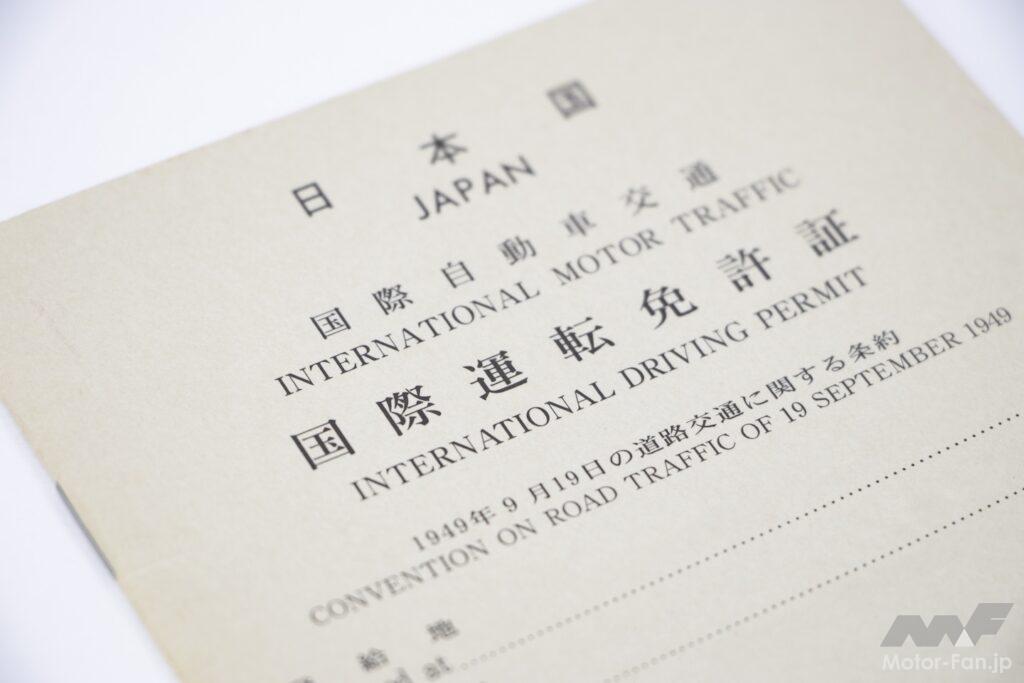 日本国
JAPAN
国際自動車交通
INTERNATIONAL MOTOR TRAFFIC
国際運転免許証
INTERNATIONAL DRIVING PERMIT
1949年9月19日の道路交通に関する条約
CONVENTION ON ROAD TRAFFIC OF 19 SEPTEMBER 1949
給地
at
MF
Motor-Fan.jp